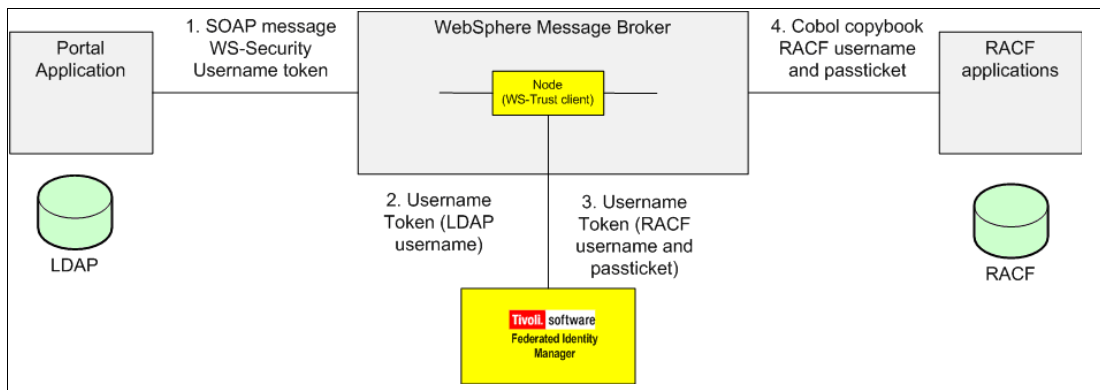 Portal
Application
1. SOAP message
WS-Security
Username token
WebSphere Message Broker
Node
(WS-Trust client)
4. Cobol copybook
RACF username
and passticket
RACF
applications
LDAP
2. Username
Token (LDAP
username)
3. Username
Token (RACF
username and
passticket)
RACF
Tivoli. software
Federated Identity
Manager